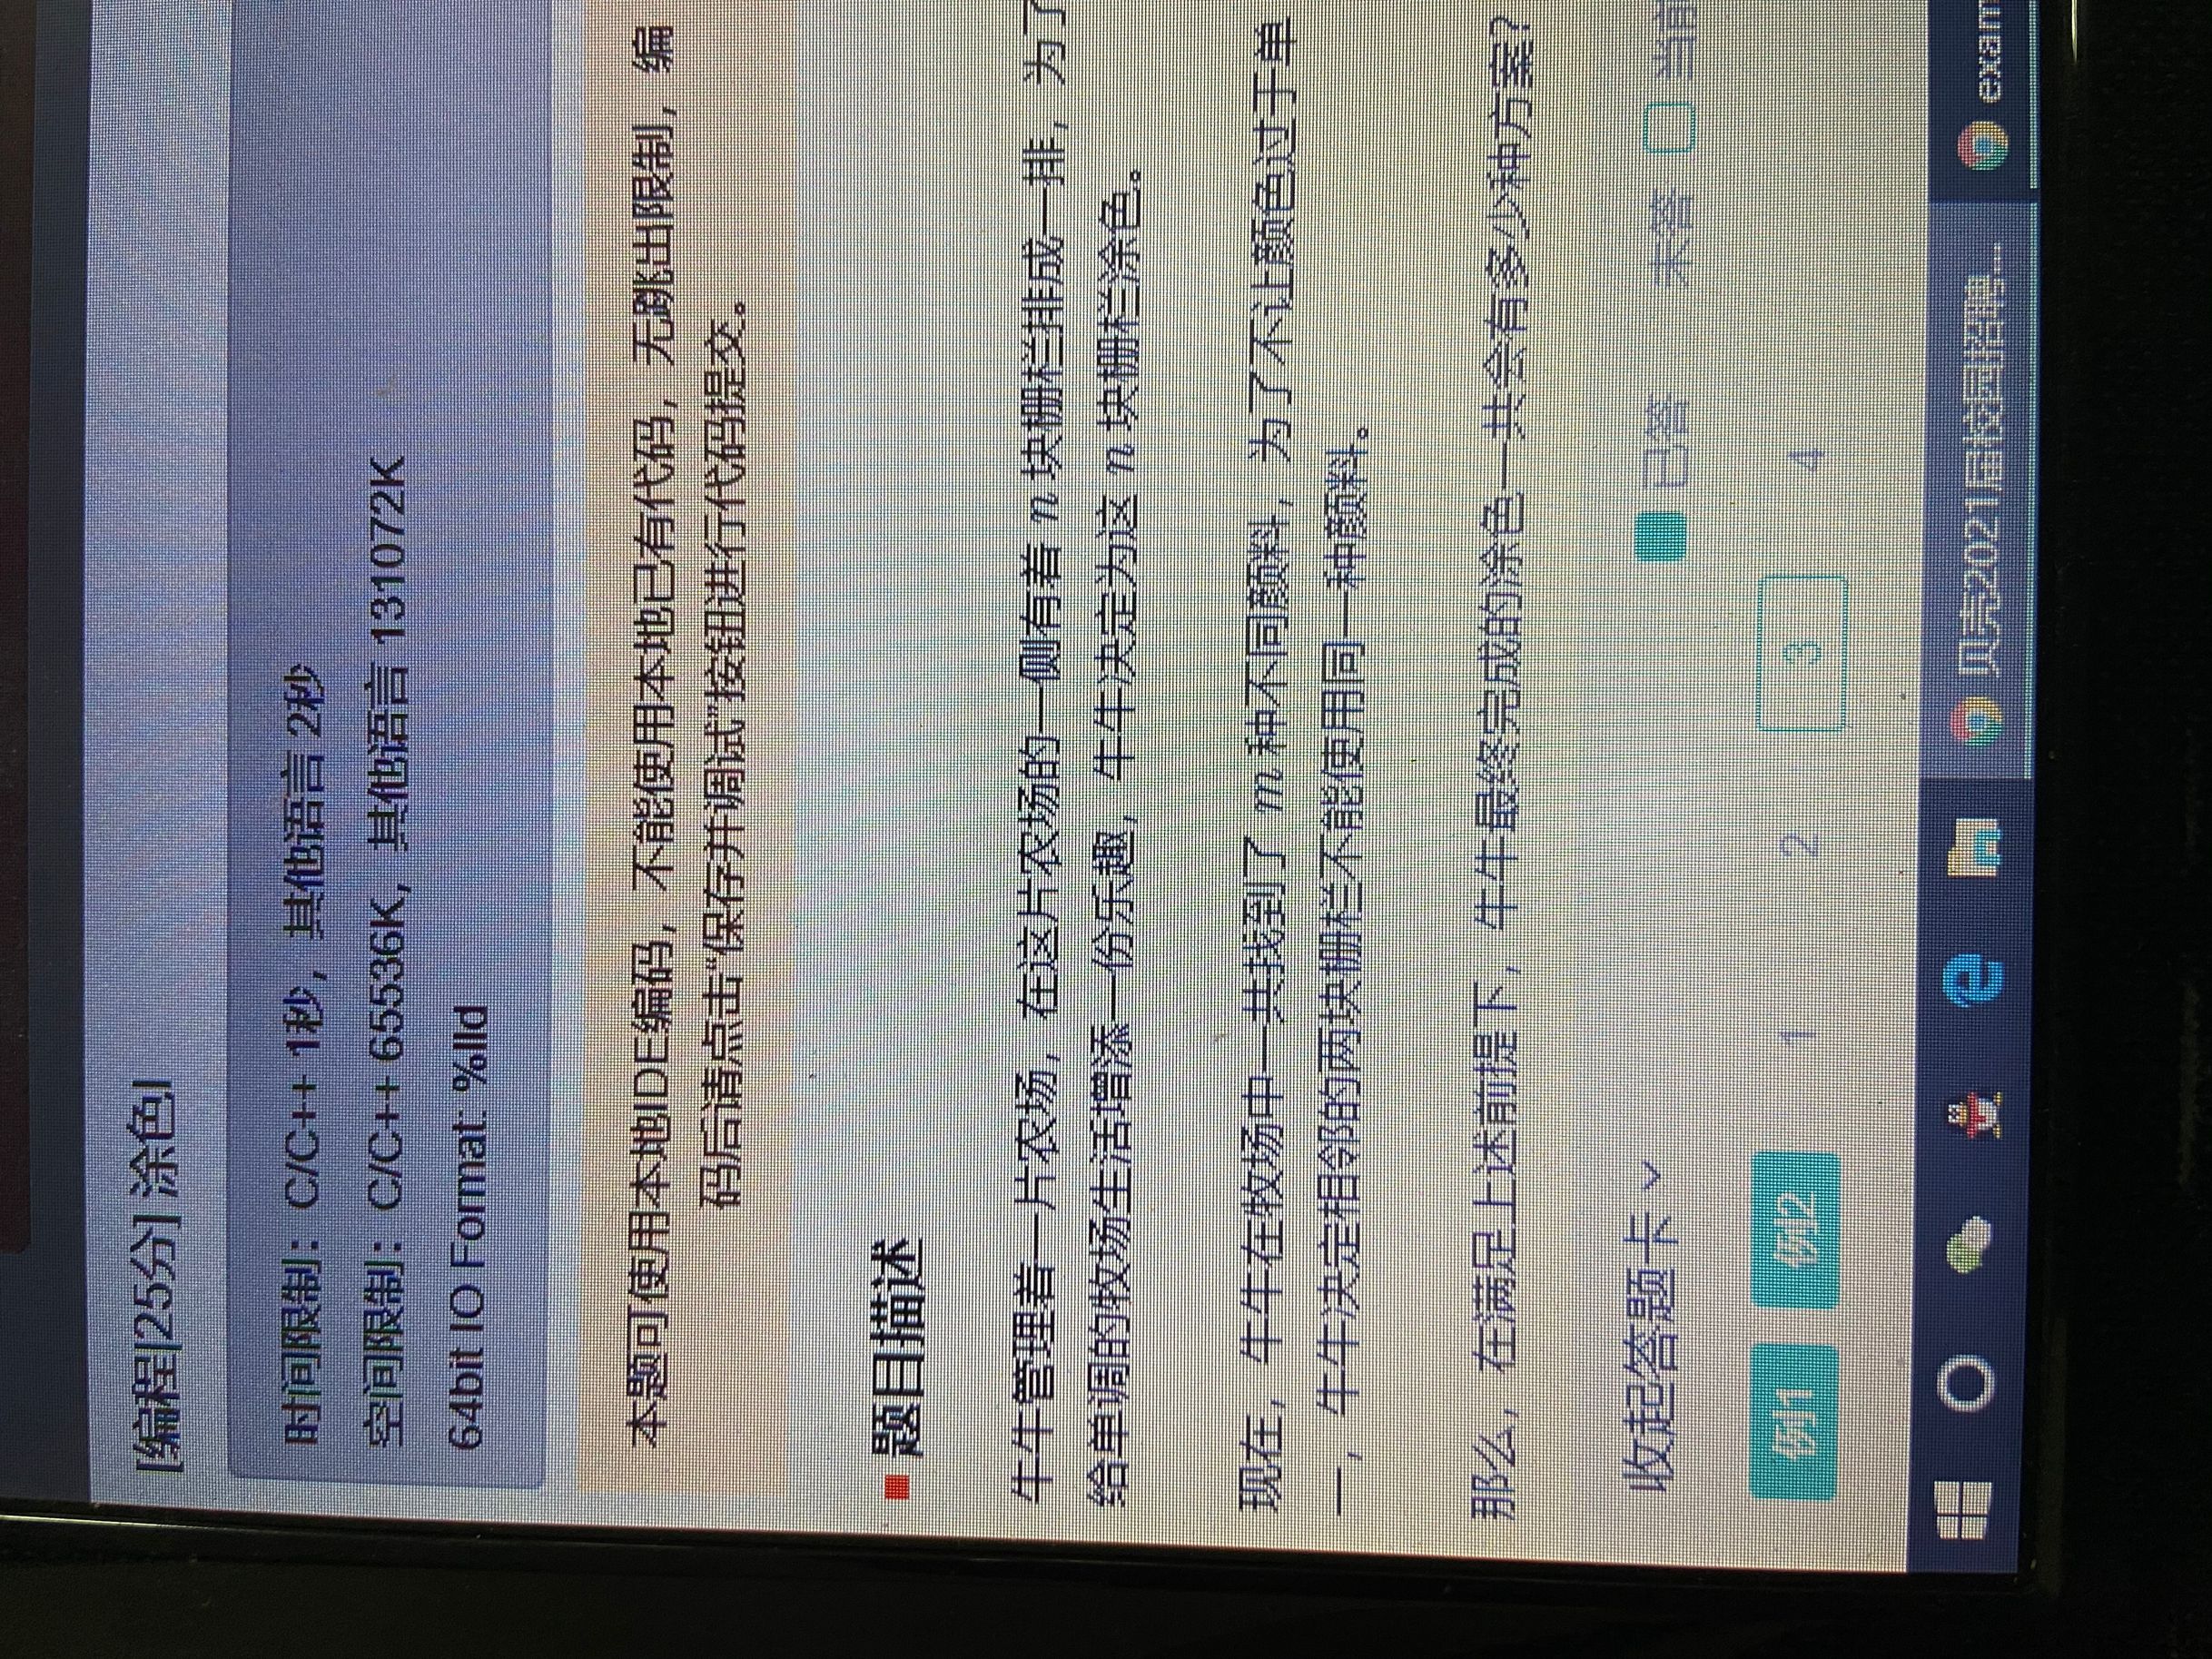 [编程|25分] 涂色I
时间限制：C/C++ 1秒，其他语言 2秒
空间限制：C/C++ 65536K，其他语言 131072K
64bit IO Format: %lld
本题可使用本地IDE编码，不能使用本地已有代码，无跳出限制，编
码后请点击“保存并调试”按钮进行代码提交。
题目描述
牛牛管理着一片农场，在这片农场的一侧有着 n 块栅栏排成一排，为了
给单调的牧场生活增添一份乐趣，牛牛决定为这 n 块栅栏涂色。
现在，牛牛在牧场中一共找到了 m 种不同颜料，为了不让颜色过于单
一，牛牛决定相邻的两块栅栏不能使用同一种颜料。
那么，在满足上述前提下，牛牛最终完成的涂色一共会有多少种方案？
收起答题卡 已答 未答 当前
例1 例2 1 2 3 4
贝壳2021届校园招聘... exam